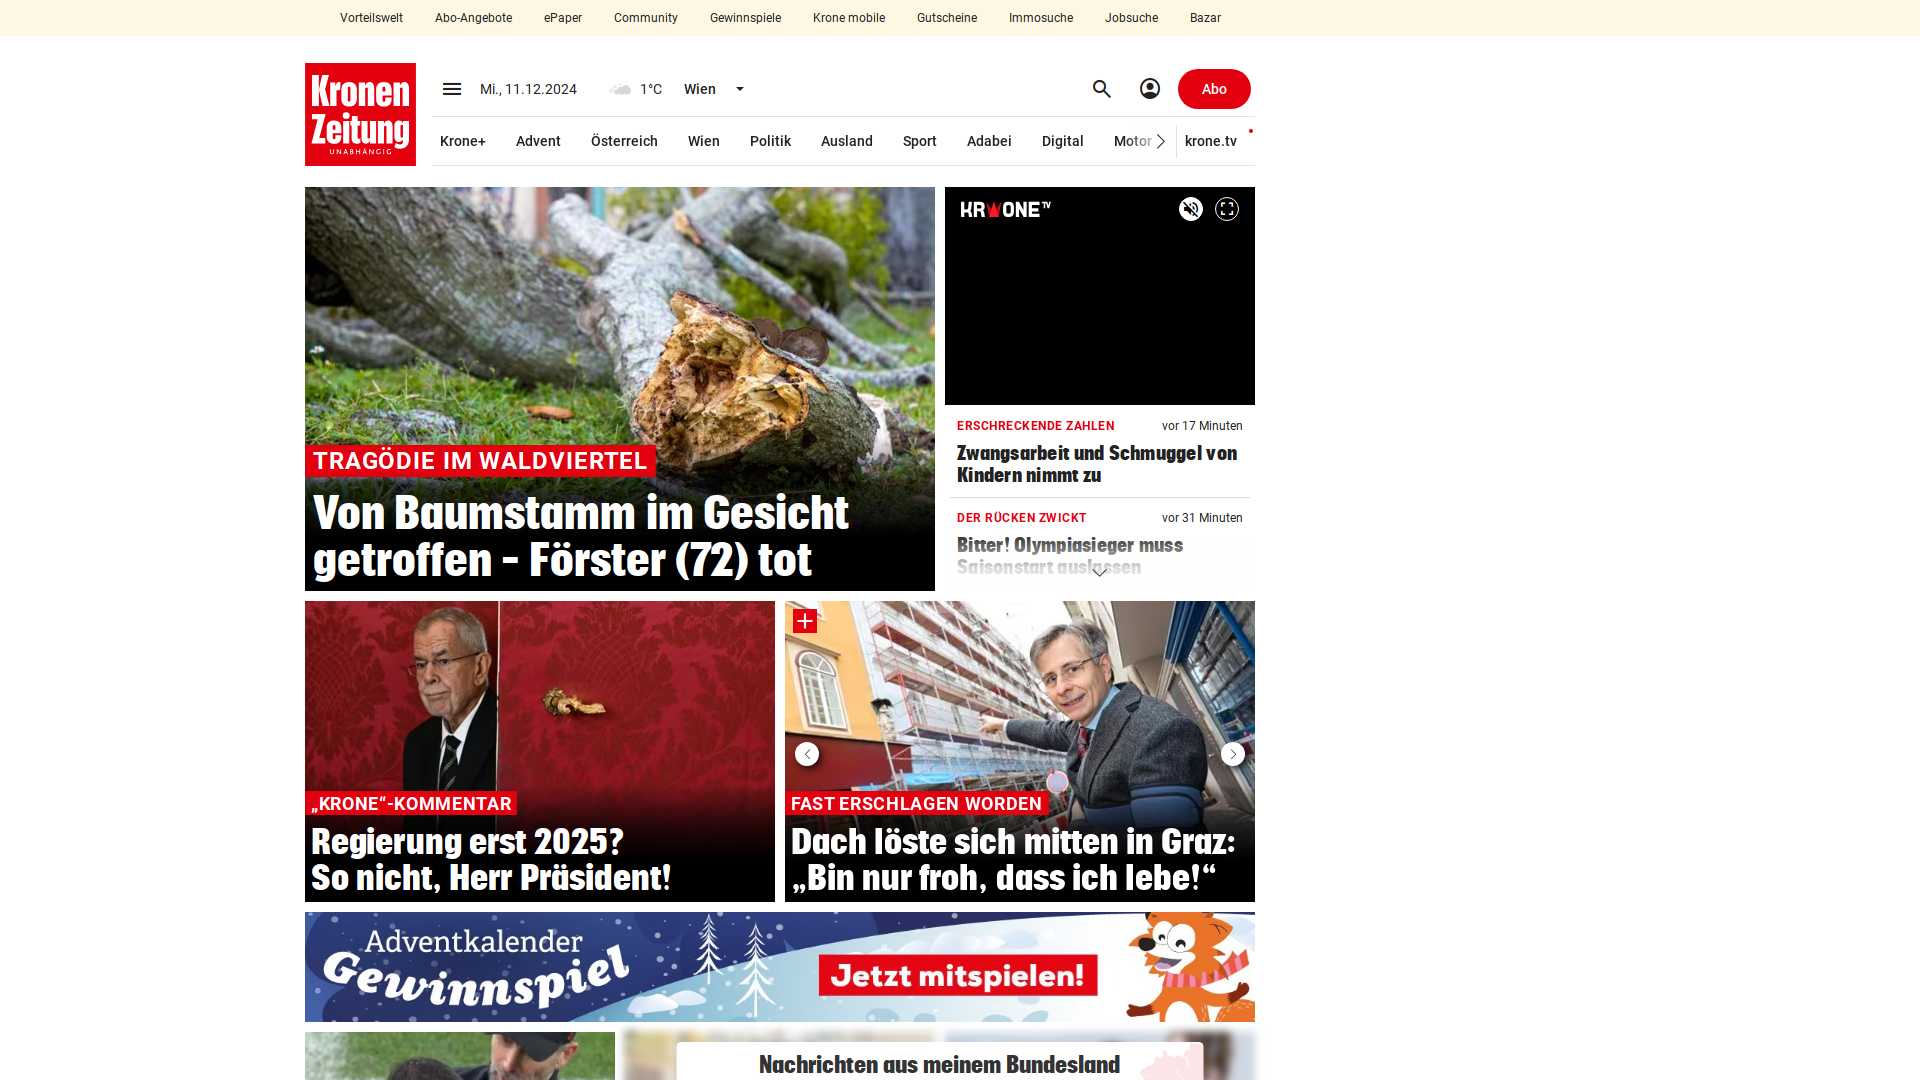 Vorteilswelt
Abo-Angebote
ePaper
Community
Gewinnspiele
Krone mobile
Gutscheine
Immosuche
Jobsuche
Bazar
Kronen
Zeitung
UNABHÄNGIG
Mi., 11.12.2024
1°C
Wien
Abo
Krone+
Advent
Österreich
Wien
Politik
Ausland
Sport
Adabei
Digital
Motor
krone.tv
TRAGÖDIE IM WALDVIERTEL
Von Baumstamm im Gesicht
getroffen – Förster (72) tot
KRONE TV
ERSCHRECKENDE ZAHLEN
vor 17 Minuten
Zwangsarbeit und Schmuggel von
Kindern nimmt zu
DER RÜCKEN ZWICKT
vor 31 Minuten
Bitter! Olympiasieger muss
Saisonstart auslassen
„KRONE“-KOMMENTAR
Regierung erst 2025?
So nicht, Herr Präsident!
FAST ERSCHLAGEN WORDEN
Dach löste sich mitten in Graz:
„Bin nur froh, dass ich lebe!“
Adventkalender
Gewinnspiel
Jetzt mitspielen!
Nachrichten aus meinem Bundesland